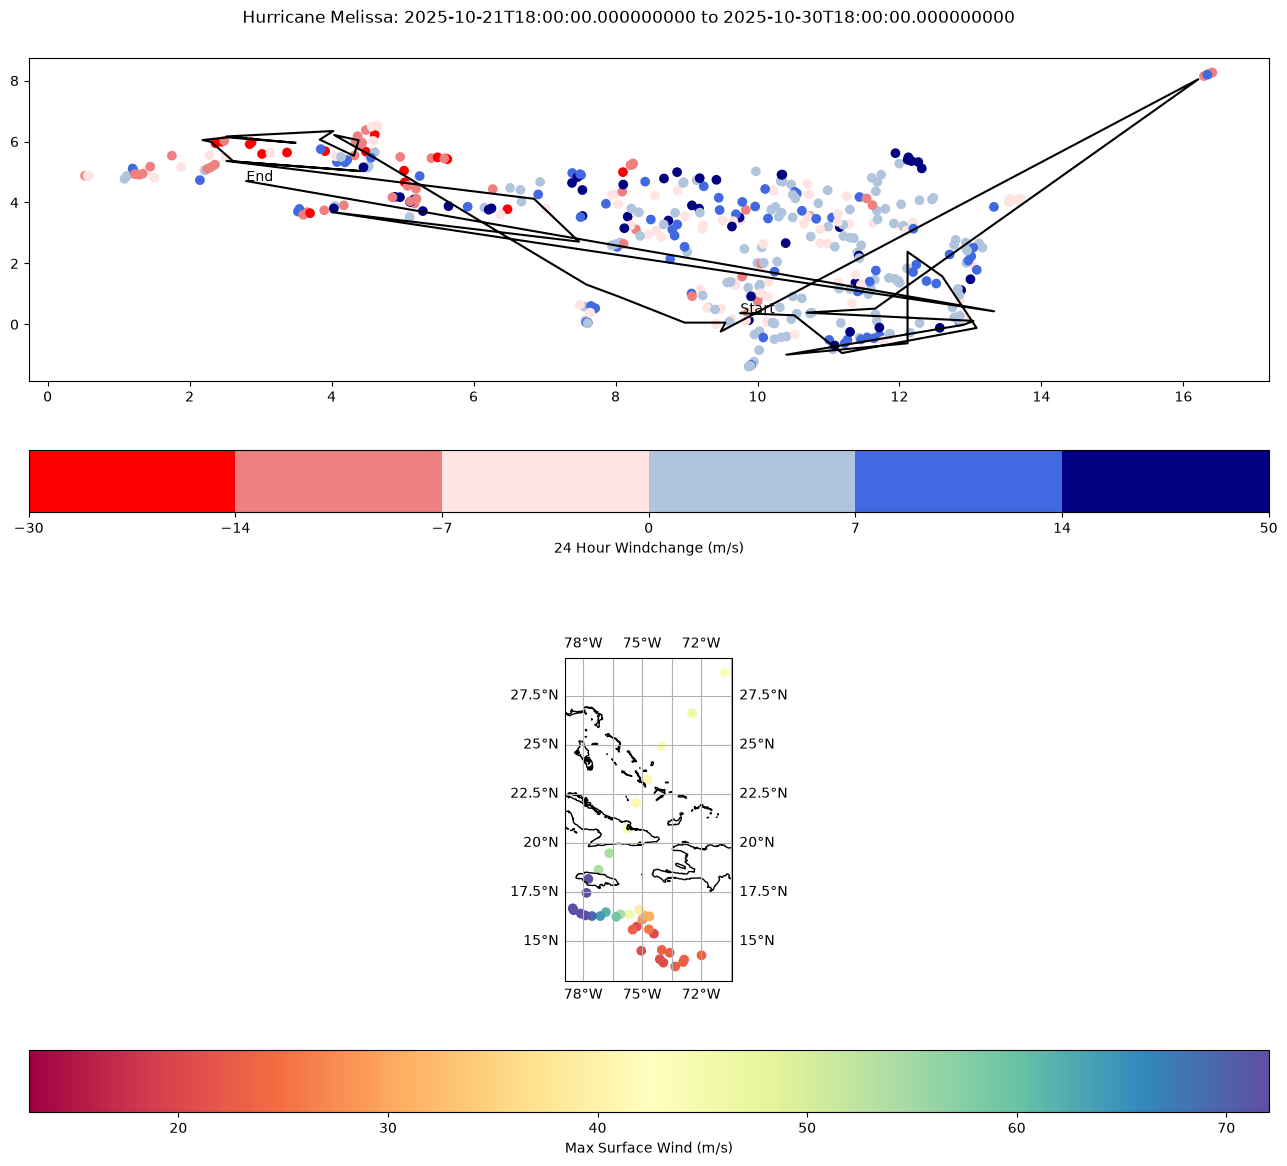 Hurricane Melissa: 2025-10-21T18:00:00.000000000 to 2025-10-30T18:00:00.000000000
8
6
4
2
0
End
Start
0 2 4 6 8 10 12 14 16
−30 −14 −7 0 7 14 50
24 Hour Windchange (m/s)
78°W 75°W 72°W
27.5°N 27.5°N
25°N 25°N
22.5°N 22.5°N
20°N 20°N
17.5°N 17.5°N
15°N 15°N
78°W 75°W 72°W
20 30 40 50 60 70
Max Surface Wind (m/s)